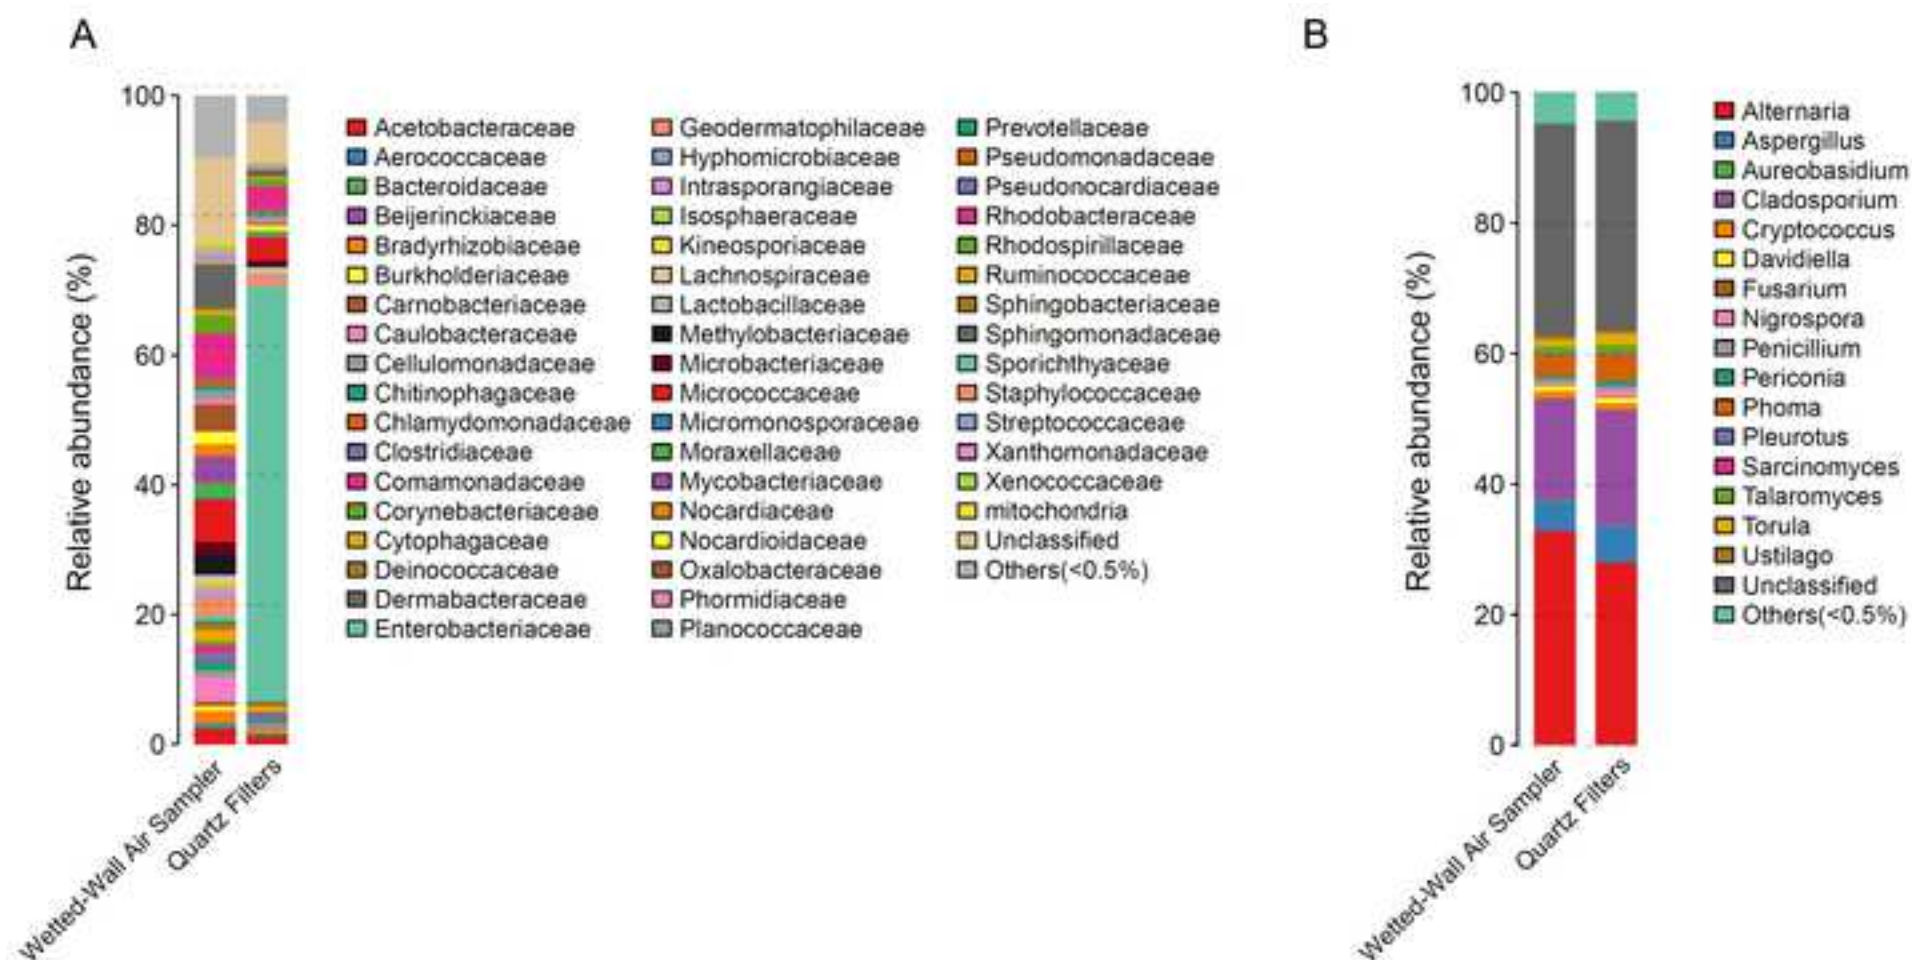 A
Relative abundance (%)
100
80
60
40
20
0
Wetted-Wall Air Sampler
Quartz Filters
Acetobacteraceae
Aerococcaceae
Bacteroidaceae
Beijerinckiaceae
Bradyrhizobiaceae
Burkholderiaceae
Carnobacteriaceae
Caulobacteraceae
Cellulomonadaceae
Chitinophagaceae
Chlamydomonadaceae
Clostridiaceae
Comamonadaceae
Corynebacteriaceae
Cytophagaceae
Deinococcaceae
Dermabacteraceae
Enterobacteriaceae
Geodermatophilaceae
Hyphomicrobiaceae
Intrasporangiaceae
Isosphaeraceae
Kineosporiaceae
Lachnospiraceae
Lactobacillaceae
Methylobacteriaceae
Microbacteriaceae
Micrococcaceae
Micromonosporaceae
Moraxellaceae
Mycobacteriaceae
Nocardiaceae
Nocardioidaceae
Oxalobacteraceae
Phormidiaceae
Planococcaceae
Prevotellaceae
Pseudomonadaceae
Pseudonocardiaceae
Rhodobacteraceae
Rhodospirillaceae
Ruminococcaceae
Sphingobacteriaceae
Sphingomonadaceae
Sporichthyaceae
Staphylococcaceae
Streptococcaceae
Xanthomonadaceae
Xenococcaceae
mitochondria
Unclassified
Others(<0.5%)
B
Relative abundance (%)
100
80
60
40
20
0
Wetted-Wall Air Sampler
Quartz Filters
Alternaria
Aspergillus
Aureobasidium
Cladosporium
Cryptococcus
Davidiella
Fusarium
Nigrospora
Penicillium
Periconia
Phoma
Pleurotus
Sarcinomyces
Talaromyces
Torula
Ustilago
Unclassified
Others(<0.5%)